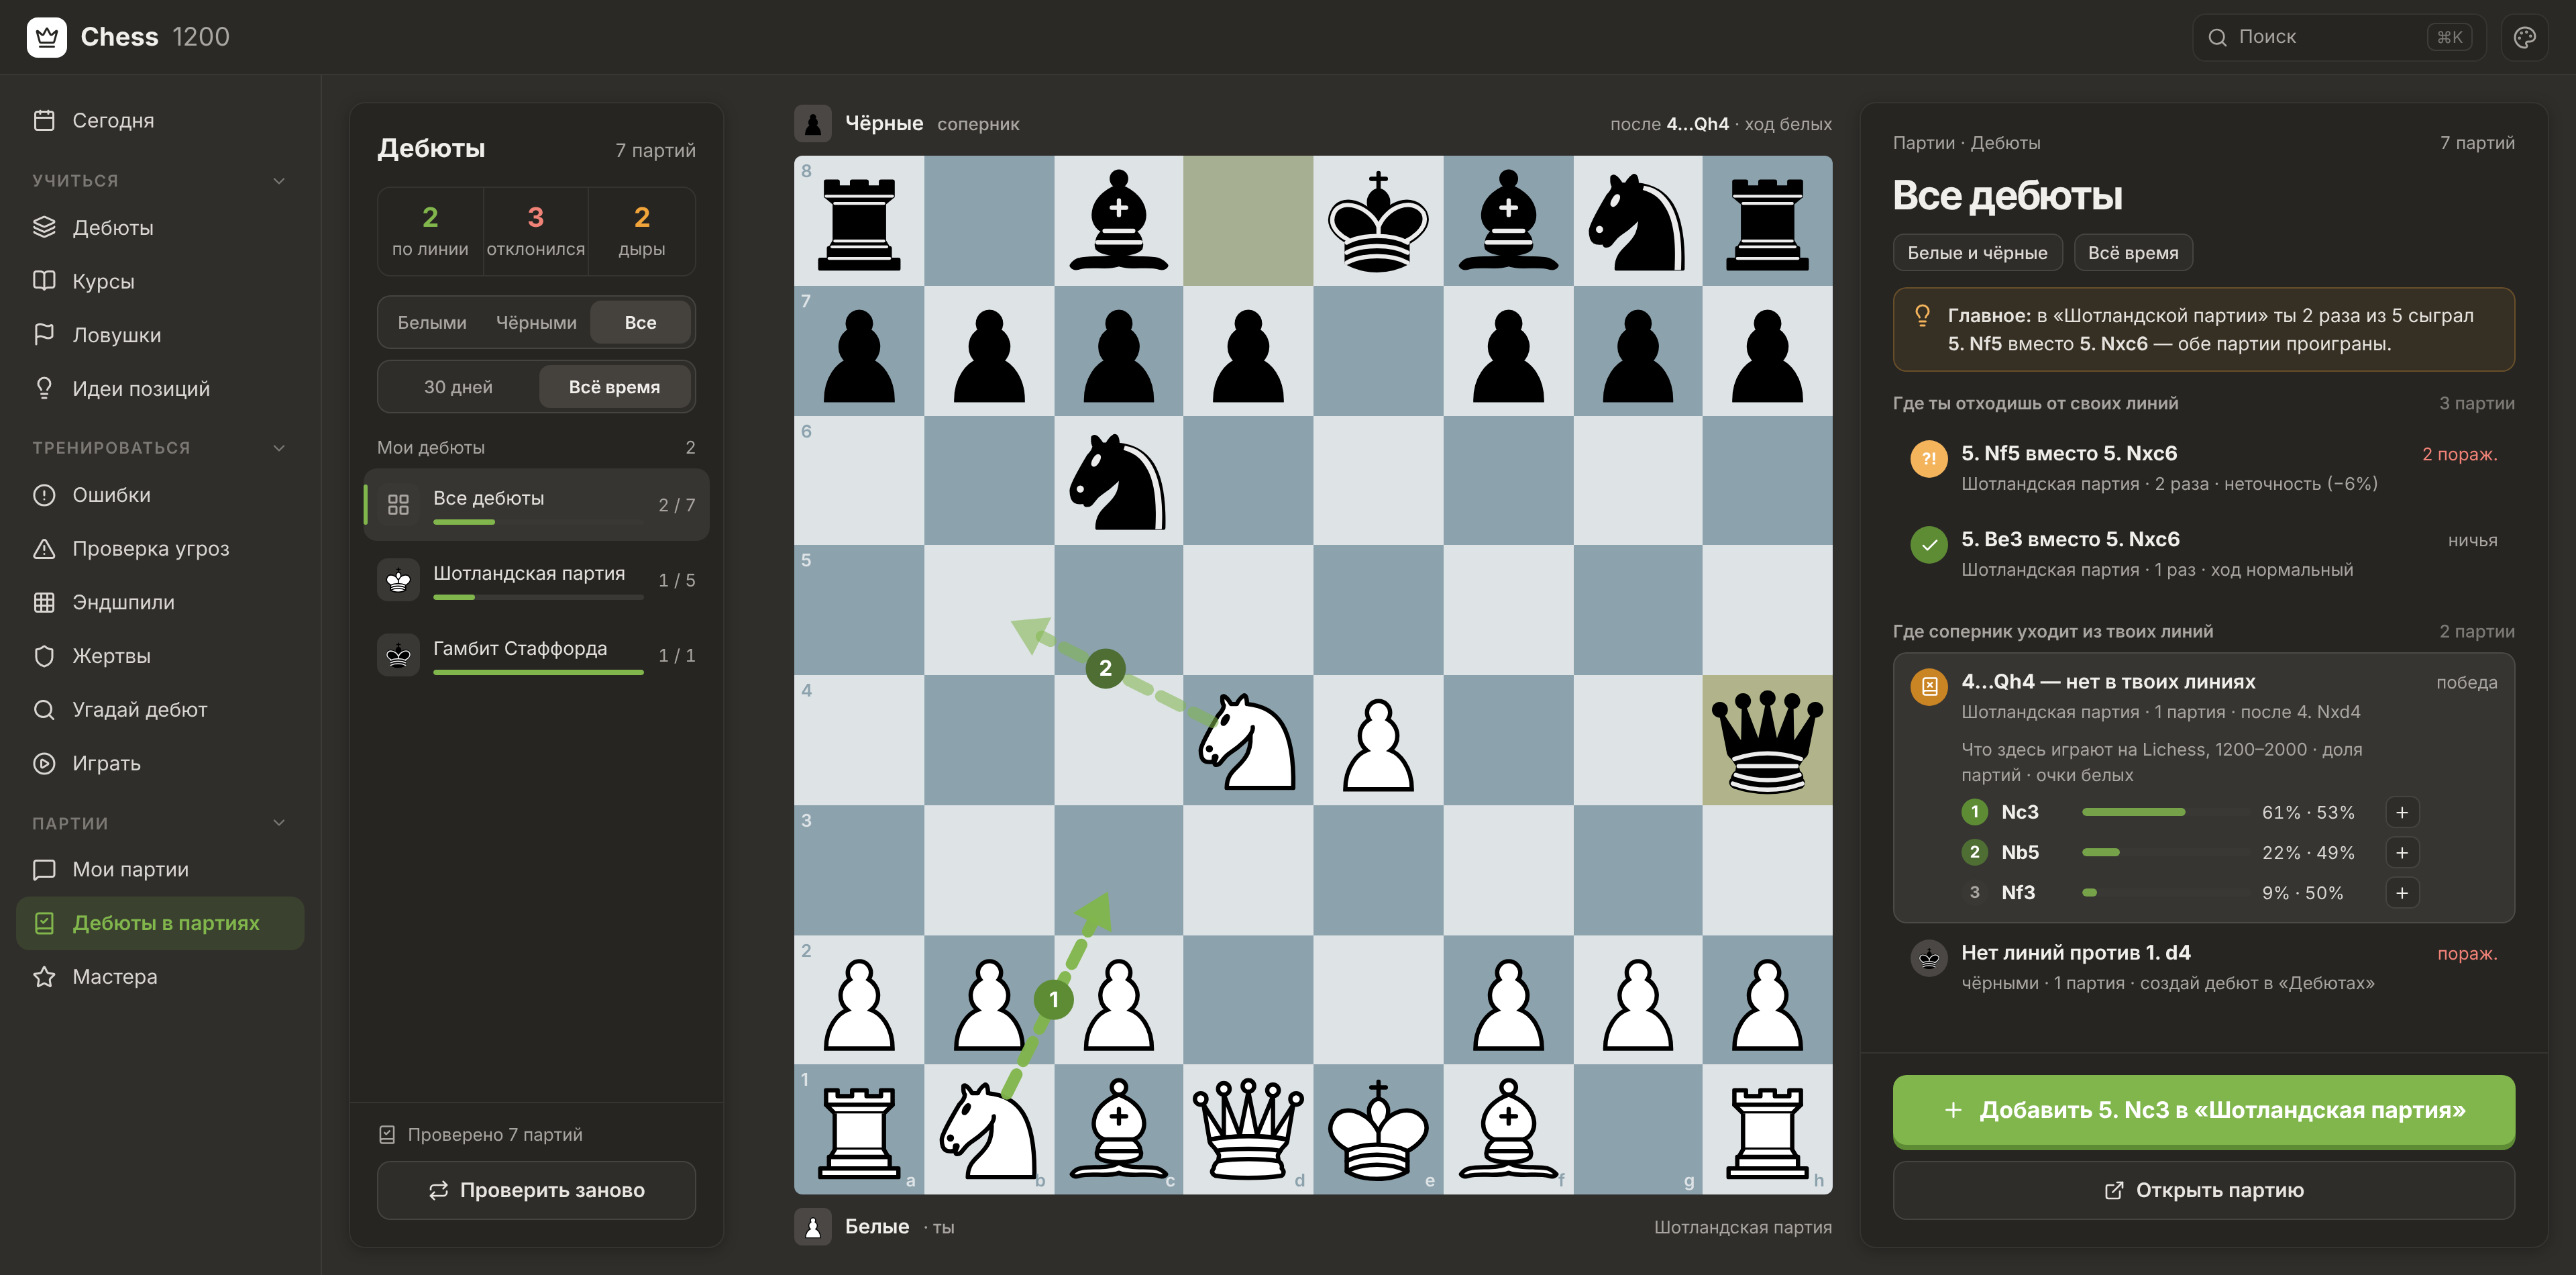 Chess 1200
Поиск
⌘K
Сегодня
УЧИТЬСЯ
Дебюты
Курсы
Ловушки
Идеи позиций
ТРЕНИРОВАТЬСЯ
Ошибки
Проверка угроз
Эндшпили
Жертвы
Угадай дебют
Играть
ПАРТИИ
Мои партии
Дебюты в партиях
Мастера
Дебюты
7 партий
2
по линии
3
отклонился
2
дыры
Белыми
Чёрными
Все
30 дней
Всё время
Мои дебюты
2
Все дебюты
2 / 7
Шотландская партия
1 / 5
Гамбит Стаффорда
1 / 1
Проверено 7 партий
Проверить заново
Чёрные соперник
после 4…Qh4 · ход белых
8
7
6
5
4
3
2
1
a
b
c
d
e
f
g
h
2
1
Белые · ты
Шотландская партия
Партии · Дебюты
7 партий
Все дебюты
Белые и чёрные
Всё время
Главное: в «Шотландской партии» ты 2 раза из 5 сыграл
5. Nf5 вместо 5. Nxc6 — обе партии проиграны.
Где ты отходишь от своих линий
3 партии
?!
5. Nf5 вместо 5. Nxc6
2 пораж.
Шотландская партия · 2 раза · неточность (−6%)
5. Be3 вместо 5. Nxc6
ничья
Шотландская партия · 1 раз · ход нормальный
Где соперник уходит из твоих линий
2 партии
4…Qh4 — нет в твоих линиях
победа
Шотландская партия · 1 партия · после 4. Nxd4
Что здесь играют на Lichess, 1200–2000 · доля
партий · очки белых
1 Nc3 61% · 53% +
2 Nb5 22% · 49% +
3 Nf3 9% · 50% +
Нет линий против 1. d4
пораж.
чёрными · 1 партия · создай дебют в «Дебютах»
+ Добавить 5. Nc3 в «Шотландская партия»
Открыть партию